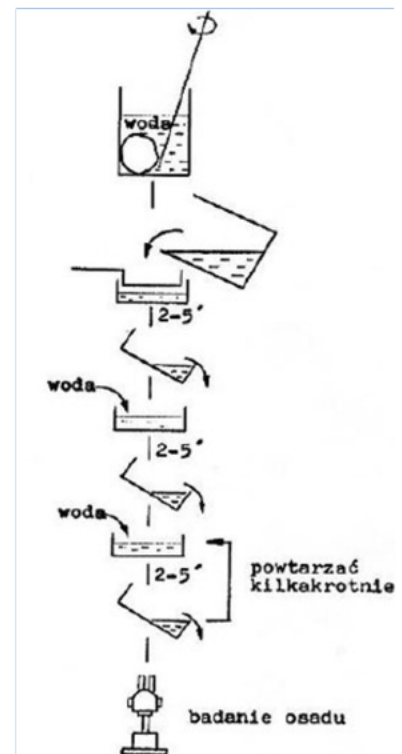 woda
2-5'
woda
2-5'
woda
2-5'
powtarzać
kilkakrotnie
badanie osadu